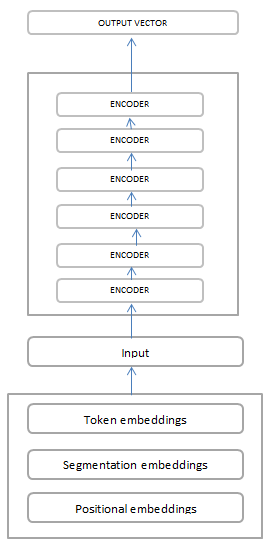 OUTPUT VECTOR
ENCODER
ENCODER
ENCODER
ENCODER
ENCODER
ENCODER
Input
Token embeddings
Segmentation embeddings
Positional embeddings